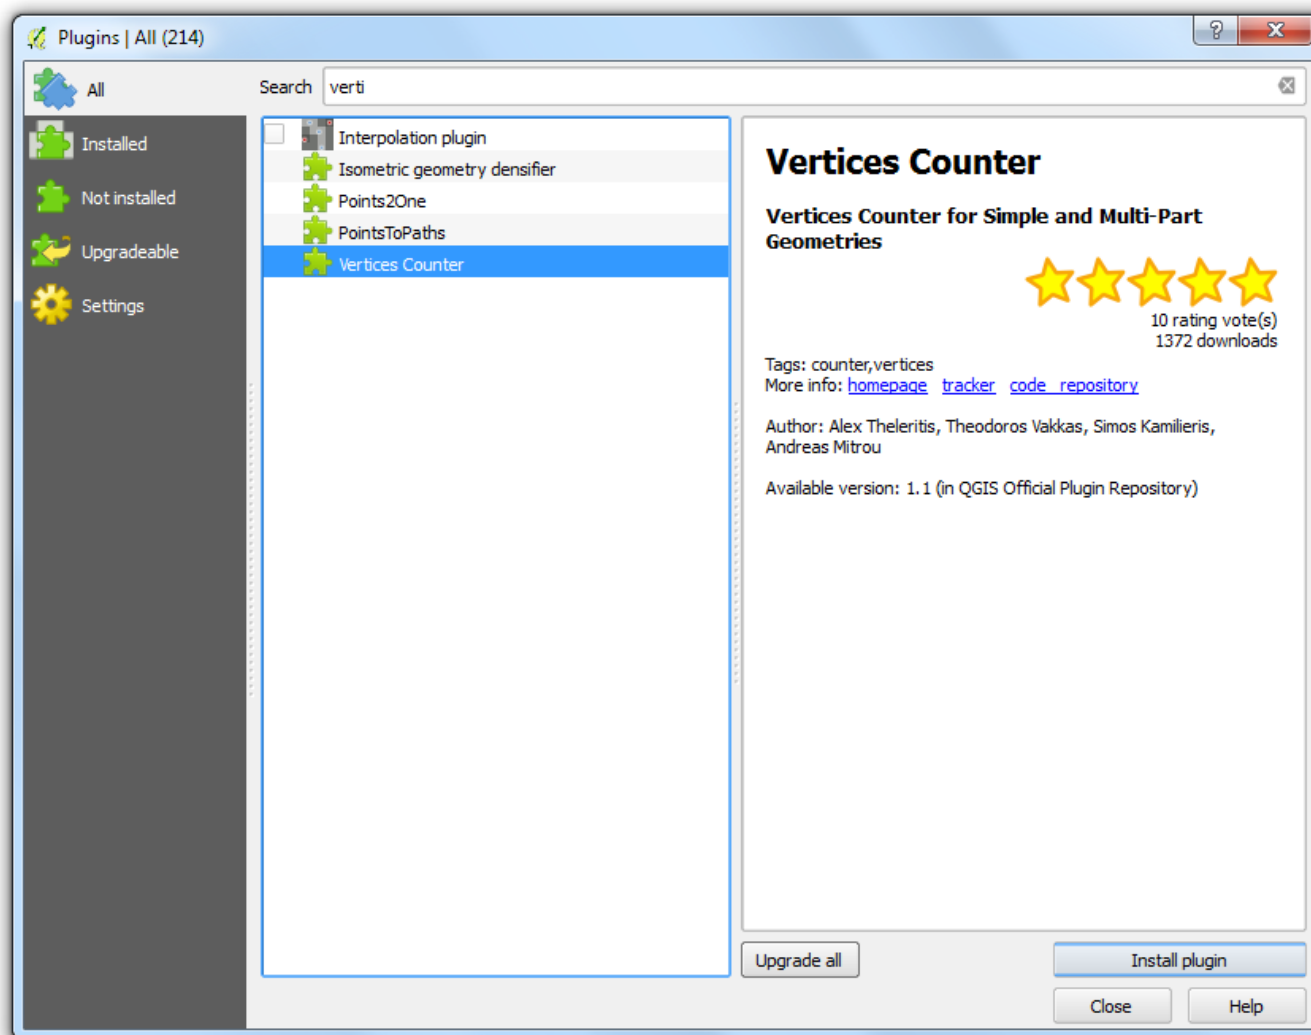 Plugins | All (214)
?
X
All
Installed
Not installed
Upgradeable
Settings
Search verti
Interpolation plugin
Isometric geometry densifier
Points2One
PointsToPaths
Vertices Counter
Vertices Counter
Vertices Counter for Simple and Multi-Part
Geometries
10 rating vote(s)
1372 downloads
Tags: counter,vertices
More info: homepage tracker code repository
Author: Alex Theleritis, Theodoros Vakkas, Simos Kamilieris,
Andreas Mitrou
Available version: 1.1 (in QGIS Official Plugin Repository)
Upgrade all
Install plugin
Close
Help